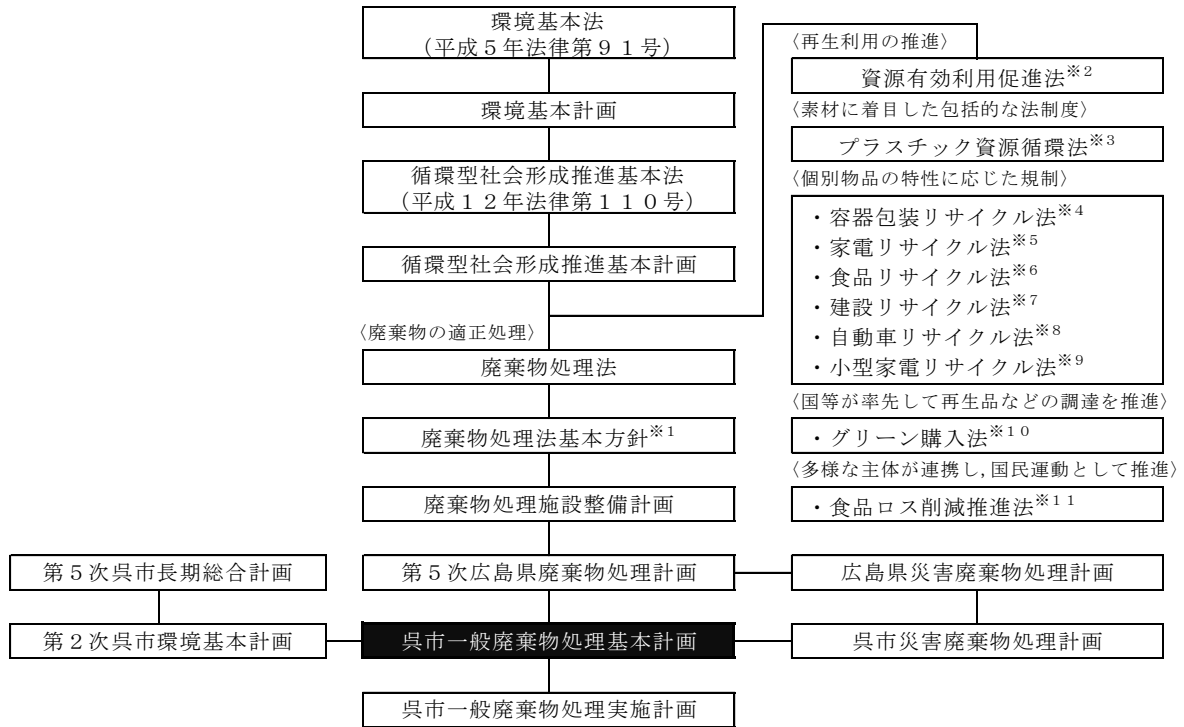 環境基本法
（平成５年法律第９１号）
環境基本計画
循環型社会形成推進基本法
（平成１２年法律第１１０号）
循環型社会形成推進基本計画
〈廃棄物の適正処理〉
廃棄物処理法
廃棄物処理法基本方針※１
廃棄物処理施設整備計画
〈再生利用の推進〉
資源有効利用促進法※２
〈素材に着目した包括的な法制度〉
プラスチック資源循環法※３
〈個別物品の特性に応じた規制〉
・容器包装リサイクル法※４
・家電リサイクル法※５
・食品リサイクル法※６
・建設リサイクル法※７
・自動車リサイクル法※８
・小型家電リサイクル法※９
〈国等が率先して再生品などの調達を推進〉
・グリーン購入法※１０
〈多様な主体が連携し,国民運動として推進〉
・食品ロス削減推進法※１１
第５次呉市長期総合計画
第５次広島県廃棄物処理計画
広島県災害廃棄物処理計画
第２次呉市環境基本計画
呉市一般廃棄物処理基本計画
呉市災害廃棄物処理計画
呉市一般廃棄物処理実施計画